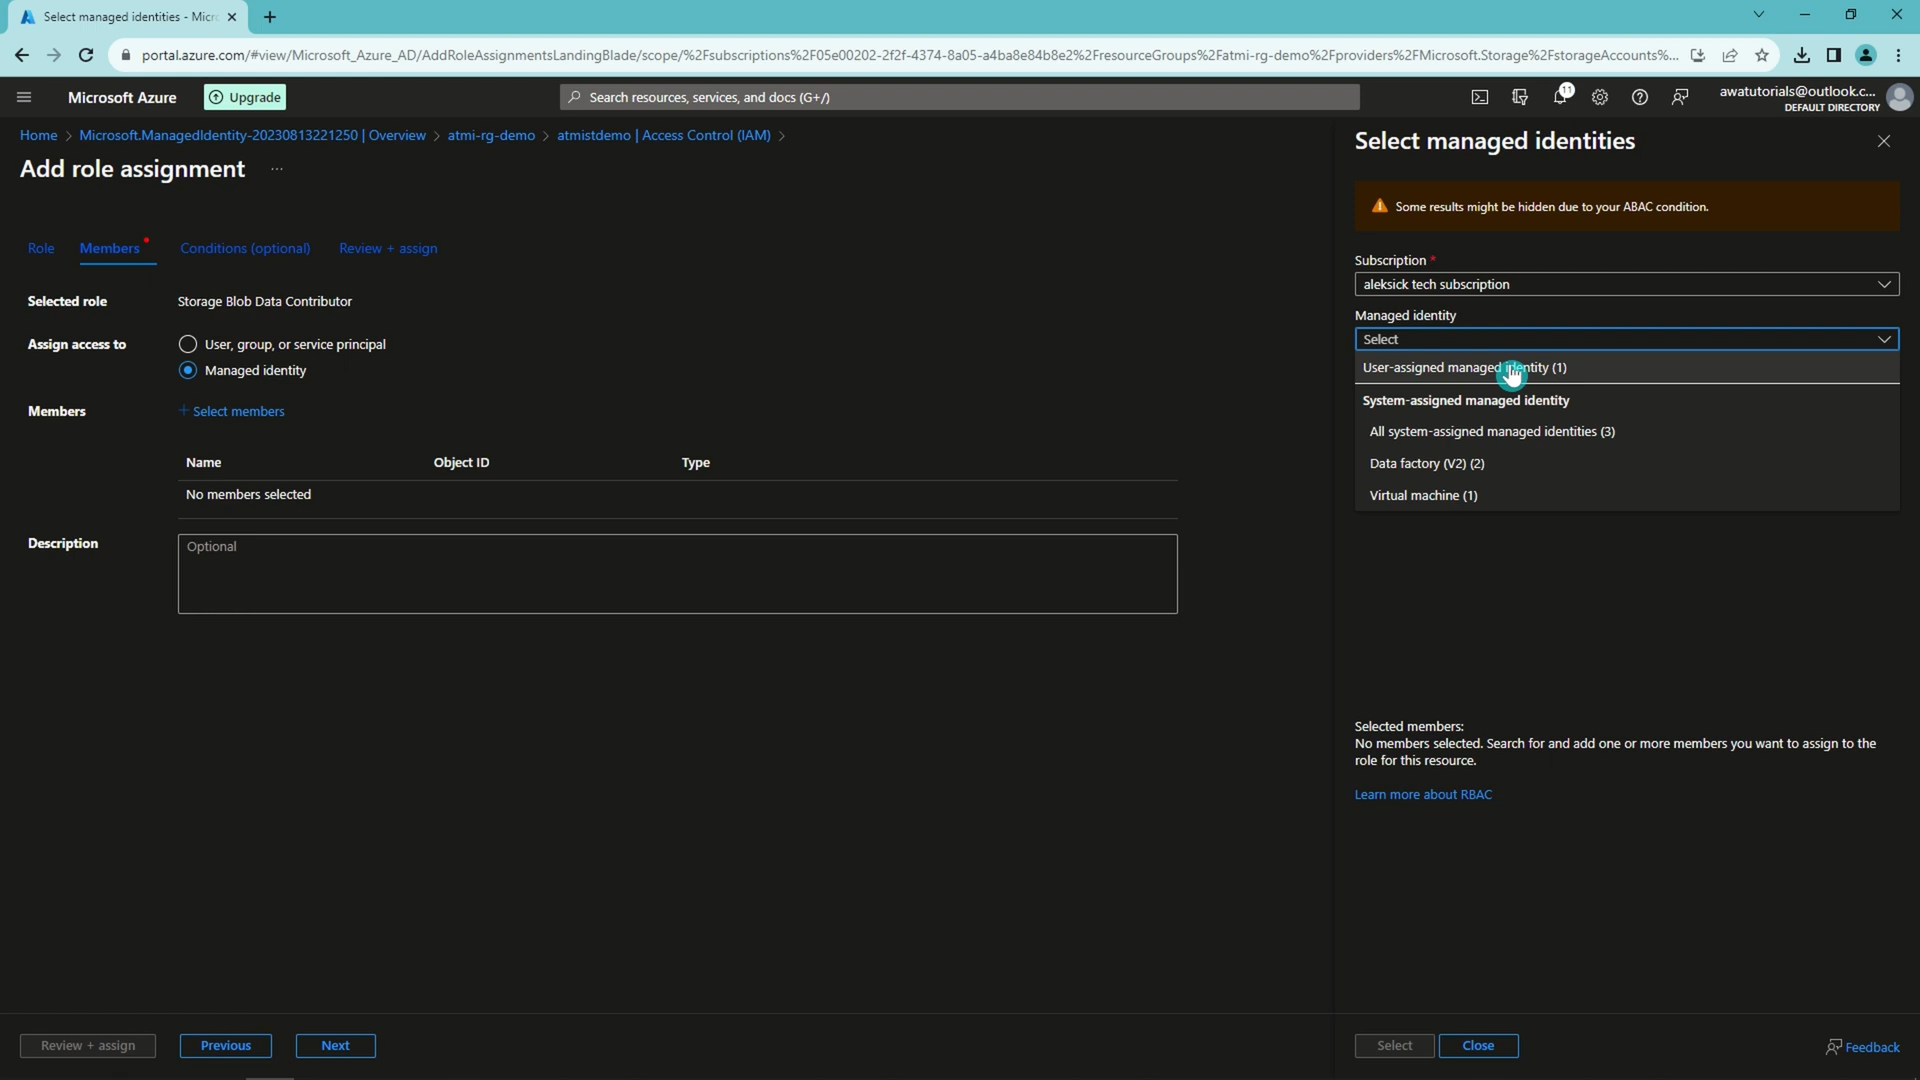 Select managed identities - Micro
portal.azure.com/#view/Microsoft_Azure_AD/AddRoleAssignmentsLandingBlade/scope/%2Fsubscriptions%2F05e00202-2f2f-4374-8a05-a4ba8e84b8e2%2FresourceGroups%2Fatmi-rg-demo%2Fproviders%2FMicrosoft.Storage%2FstorageAccounts%...
Microsoft Azure
Upgrade
Search resources, services, and docs (G+/)
11
awatutorials@outlook.c...
DEFAULT DIRECTORY
Home > Microsoft.ManagedIdentity-20230813221250 | Overview > atmi-rg-demo > atmistdemo | Access Control (IAM) >
Add role assignment ...
Role Members * Conditions (optional) Review + assign
Selected role Storage Blob Data Contributor
Assign access to User, group, or service principal
Managed identity
Members + Select members
Name Object ID Type
No members selected
Description Optional
Review + assign Previous Next
Select managed identities
Some results might be hidden due to your ABAC condition.
Subscription *
aleksick tech subscription
Managed identity
Select
User-assigned managed identity (1)
System-assigned managed identity
All system-assigned managed identities (3)
Data factory (V2) (2)
Virtual machine (1)
Selected members:
No members selected. Search for and add one or more members you want to assign to the
role for this resource.
Learn more about RBAC
Select Close
Feedback